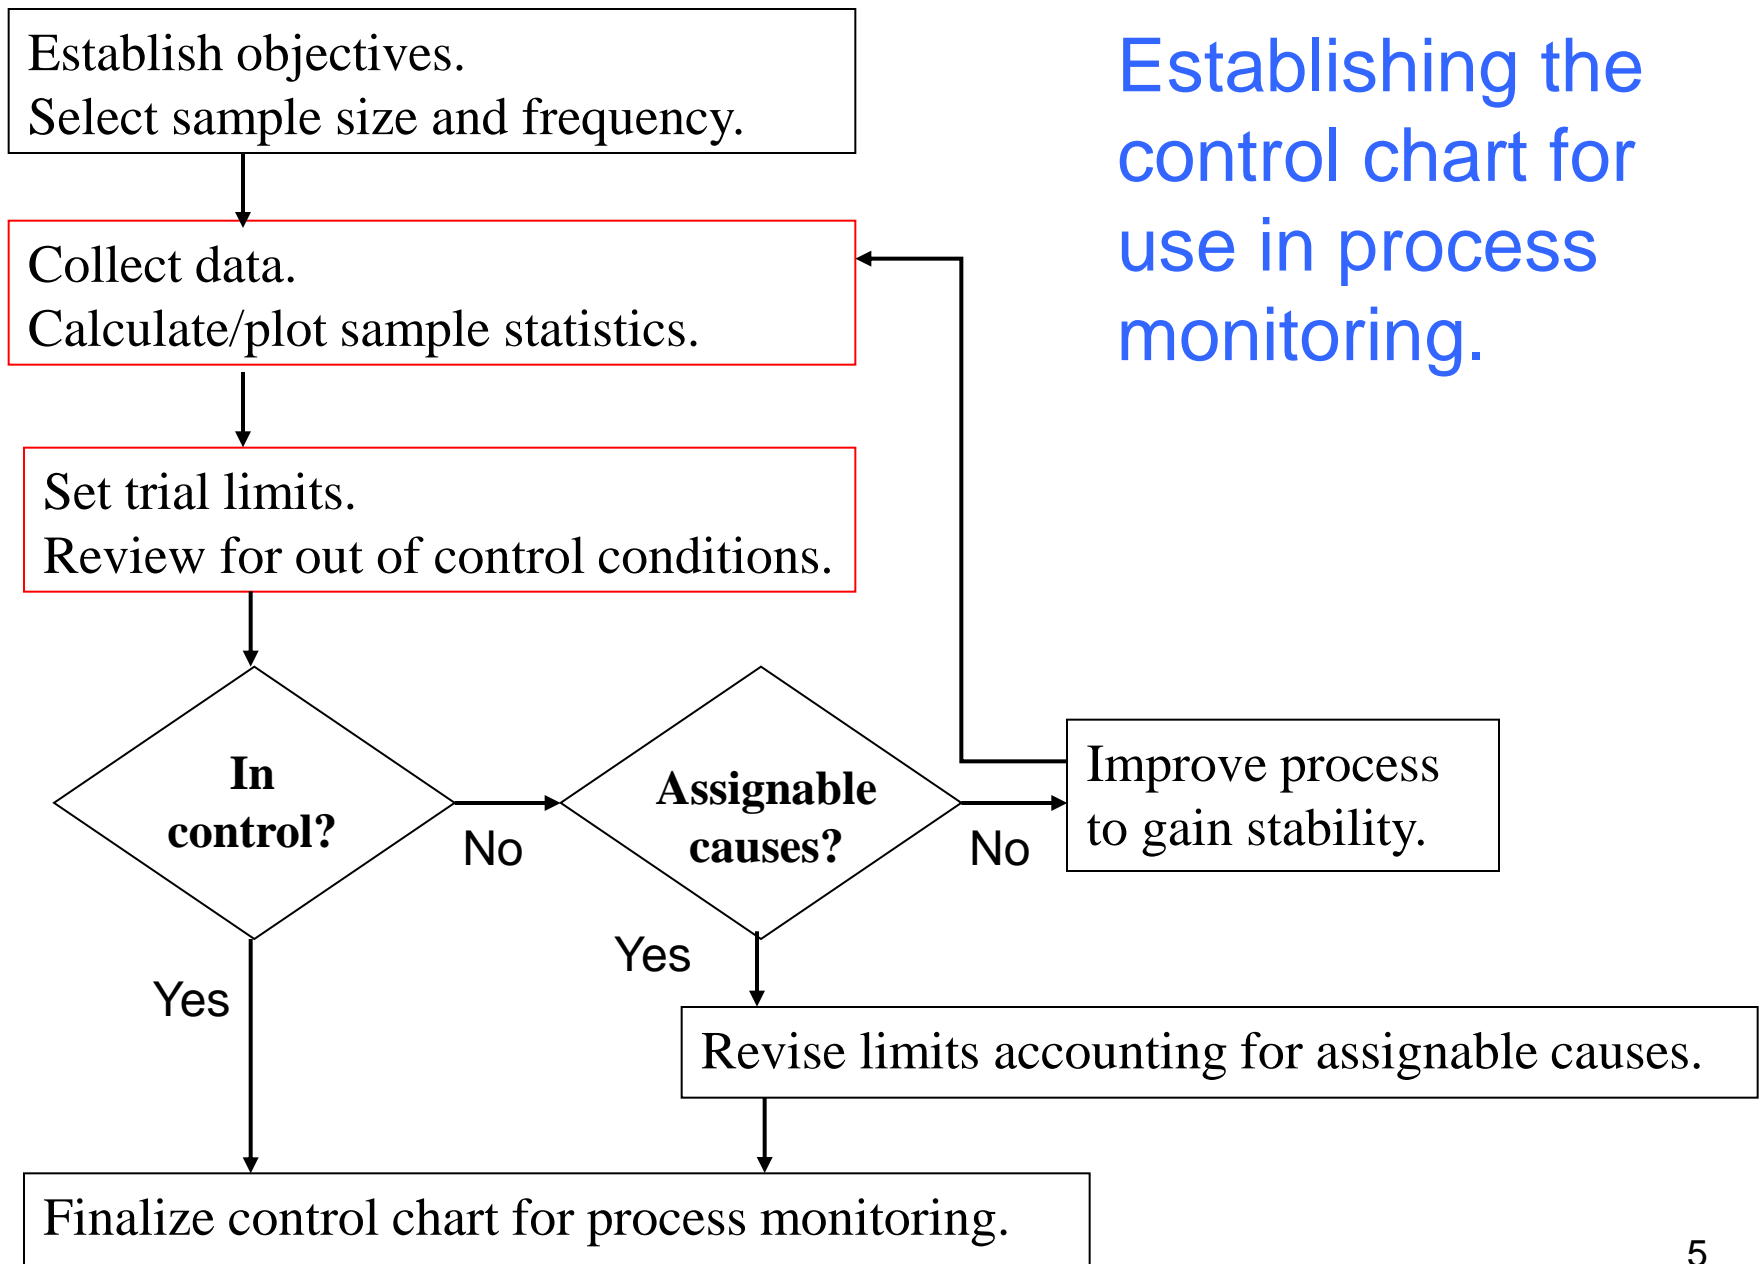 Establish objectives.
Select sample size and frequency.
Establishing the
control chart for
use in process
monitoring.
Collect data.
Calculate/plot sample statistics.
Set trial limits.
Review for out of control conditions.
In
control?
No
Assignable
causes?
No
Improve process
to gain stability.
Yes
Yes
Revise limits accounting for assignable causes.
Finalize control chart for process monitoring.
5